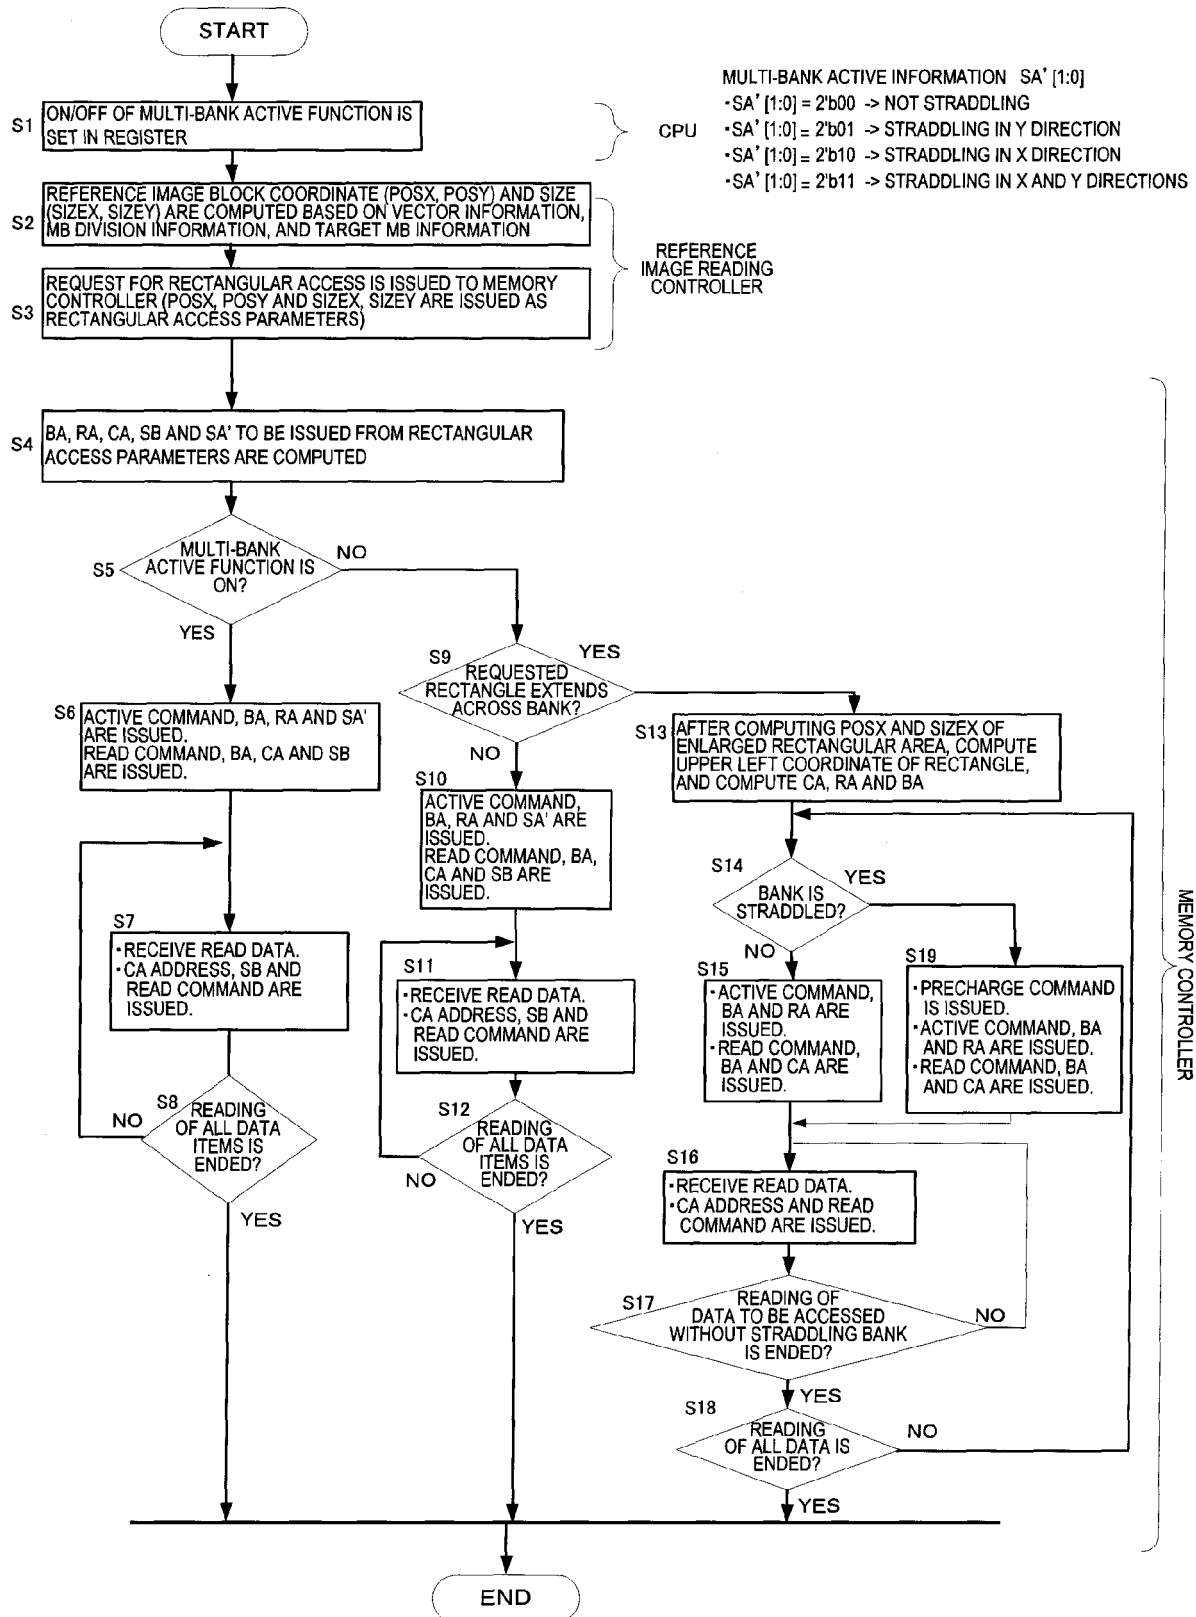 START
MULTI-BANK ACTIVE INFORMATION SA' [1:0]
・SA' [1:0] = 2'b00 -> NOT STRADDLING
・SA' [1:0] = 2'b01 -> STRADDLING IN Y DIRECTION
・SA' [1:0] = 2'b10 -> STRADDLING IN X DIRECTION
・SA' [1:0] = 2'b11 -> STRADDLING IN X AND Y DIRECTIONS
CPU
S1
ON/OFF OF MULTI-BANK ACTIVE FUNCTION IS
SET IN REGISTER
S2
REFERENCE IMAGE BLOCK COORDINATE (POSX, POSY) AND SIZE
(SIZEX, SIZEY) ARE COMPUTED BASED ON VECTOR INFORMATION,
MB DIVISION INFORMATION, AND TARGET MB INFORMATION
REFERENCE
IMAGE READING
CONTROLLER
S3
REQUEST FOR RECTANGULAR ACCESS IS ISSUED TO MEMORY
CONTROLLER (POSX, POSY AND SIZEX, SIZEY ARE ISSUED AS
RECTANGULAR ACCESS PARAMETERS)
S4
BA, RA, CA, SB AND SA' TO BE ISSUED FROM RECTANGULAR
ACCESS PARAMETERS ARE COMPUTED
S5
MULTI-BANK
ACTIVE FUNCTION IS
ON?
NO
YES
S9
REQUESTED
RECTANGLE EXTENDS
ACROSS BANK?
YES
NO
S6
ACTIVE COMMAND, BA, RA AND SA'
ARE ISSUED.
READ COMMAND, BA, CA AND SB
ARE ISSUED.
S13
AFTER COMPUTING POSX AND SIZEX OF
ENLARGED RECTANGULAR AREA, COMPUTE
UPPER LEFT COORDINATE OF RECTANGLE,
AND COMPUTE CA, RA AND BA
S10
ACTIVE COMMAND,
BA, RA AND SA' ARE
ISSUED.
READ COMMAND, BA,
CA AND SB ARE
ISSUED.
S14
BANK IS
STRADDLED?
YES
NO
S7
・RECEIVE READ DATA.
・CA ADDRESS, SB AND
READ COMMAND ARE
ISSUED.
S11
・RECEIVE READ DATA.
・CA ADDRESS, SB AND
READ COMMAND ARE
ISSUED.
S15
・ACTIVE COMMAND,
BA AND RA ARE
ISSUED.
・READ COMMAND,
BA AND CA ARE
ISSUED.
S19
・PRECHARGE COMMAND
IS ISSUED.
・ACTIVE COMMAND, BA
AND RA ARE ISSUED.
・READ COMMAND, BA
AND CA ARE ISSUED.
MEMORY CONTROLLER
S8
READING
OF ALL DATA
ITEMS IS
ENDED?
NO
YES
S12
READING
OF ALL DATA
ITEMS IS
ENDED?
NO
YES
S16
・RECEIVE READ DATA.
・CA ADDRESS AND READ
COMMAND ARE ISSUED.
S17
READING OF
DATA TO BE ACCESSED
WITHOUT STRADDLING BANK
IS ENDED?
NO
YES
S18
READING
OF ALL DATA IS
ENDED?
NO
YES
END